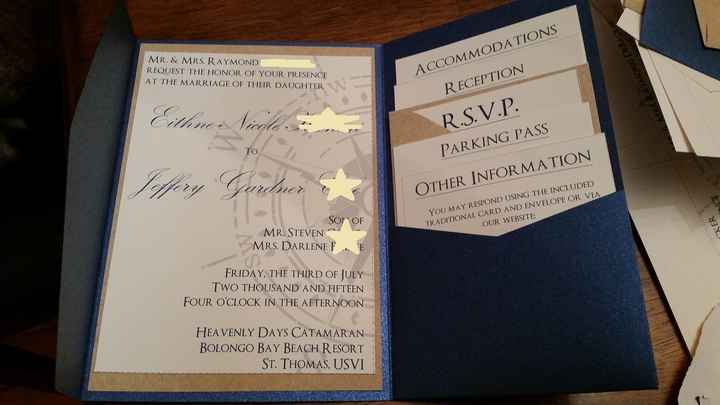 Mr. & Mrs. Raymond
request the honor of your presence
at the marriage of their daughter
Eithne Nicole
To
Jeffery Gardner
Son of
Mr. Steven
Mrs. Darlene
Friday, the third of July
Two thousand and fifteen
Four o'clock in the afternoon
Heavenly Days Catamaran
Bolongo Bay Beach Resort
St. Thomas, USVI
NW
SW
Accommodations
Reception
R.S.V.P.
Parking Pass
Other Information
You may respond using the included
traditional card and envelope or via
our website: